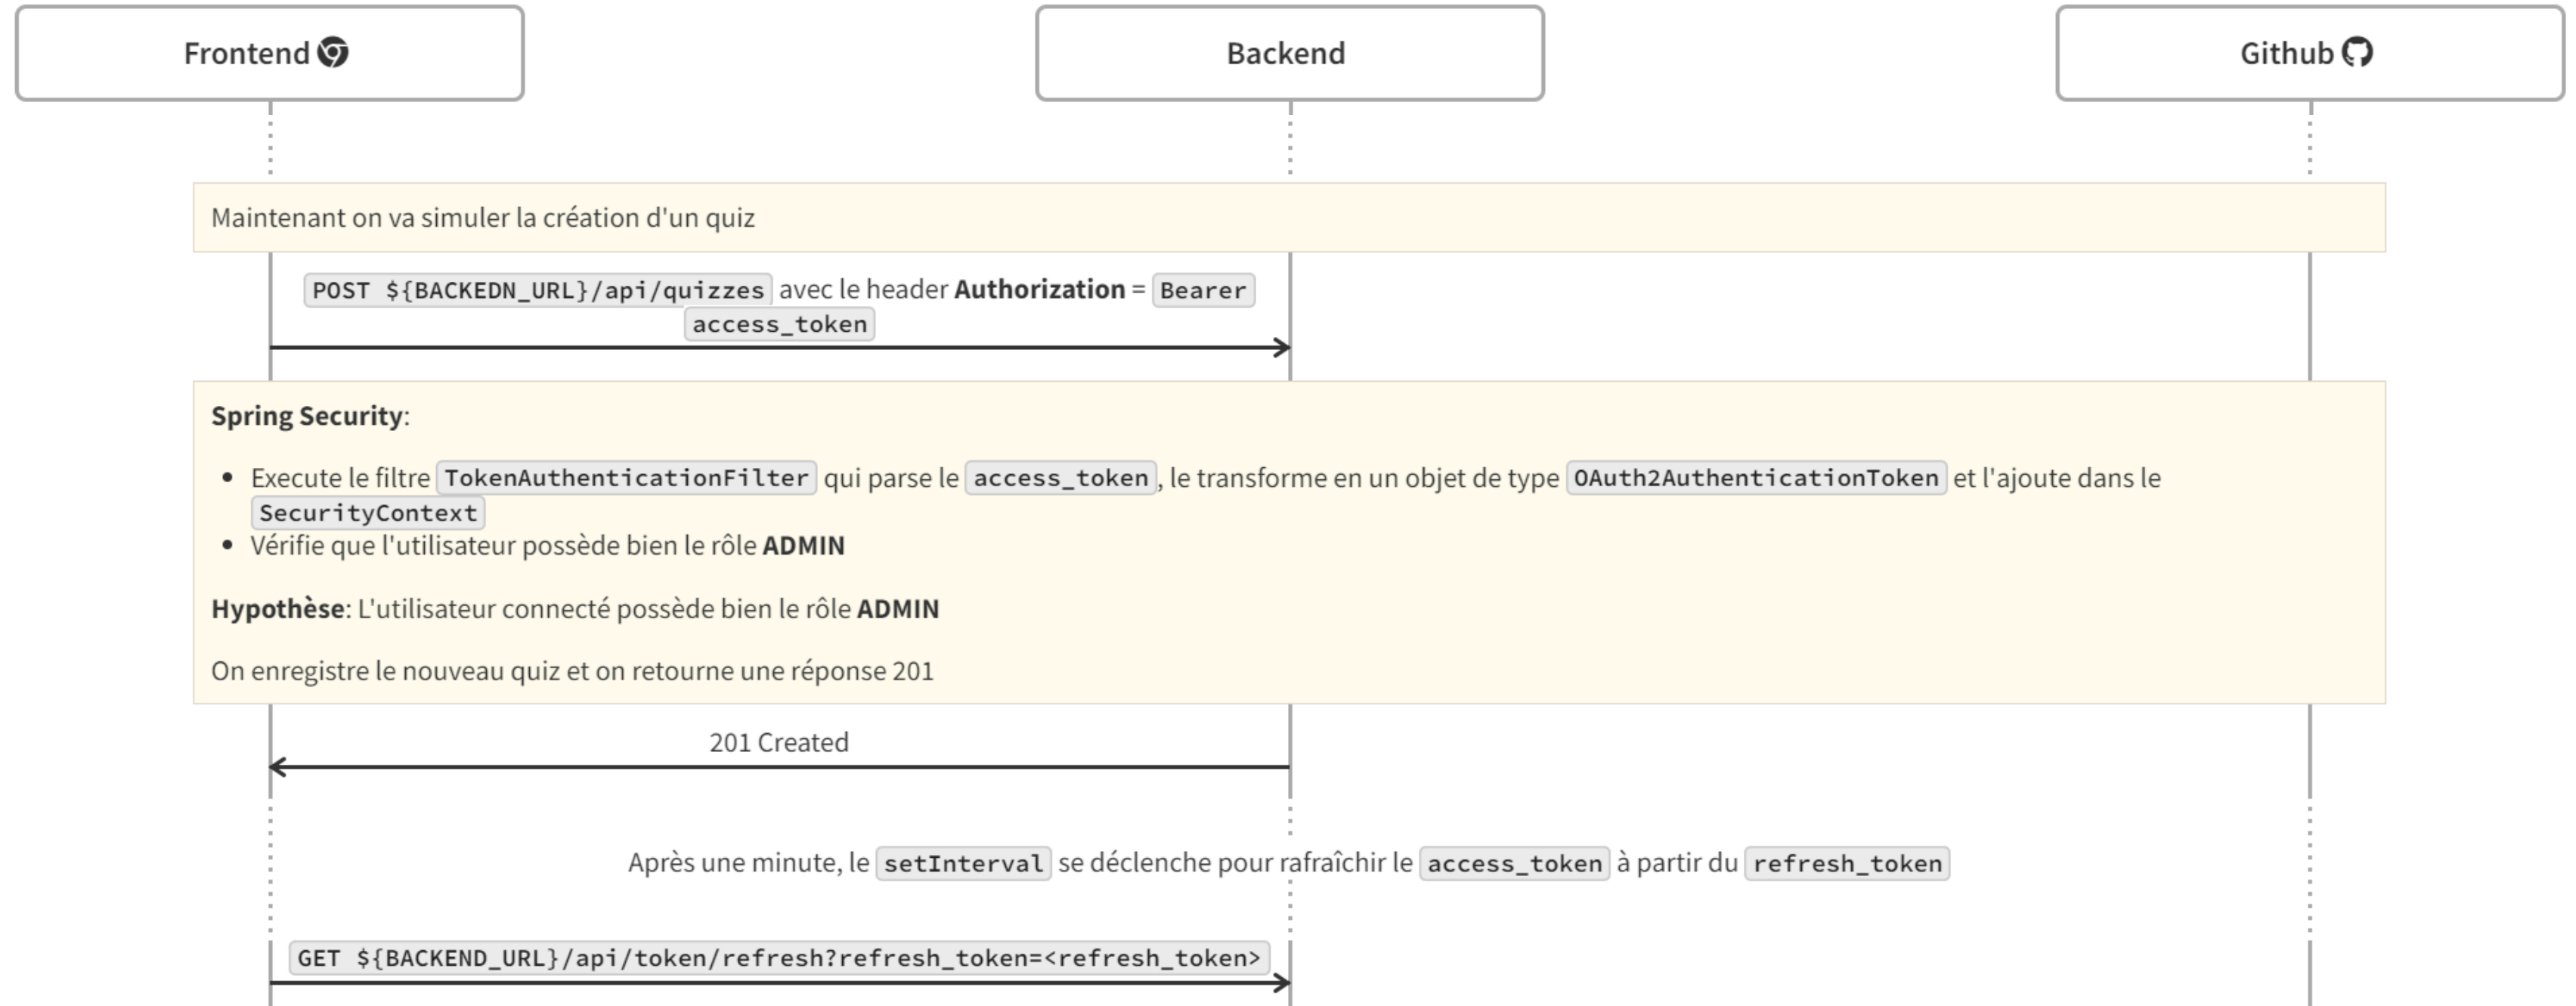 Frontend
Backend
Github
Maintenant on va simuler la création d'un quiz
POST ${BACKEDN_URL}/api/quizzes avec le header Authorization = Bearer
access_token
Spring Security:
• Execute le filtre TokenAuthenticationFilter qui parse le access_token, le transforme en un objet de type OAuth2AuthenticationToken et l'ajoute dans le
SecurityContext
• Vérifie que l'utilisateur possède bien le rôle ADMIN
Hypothèse: L'utilisateur connecté possède bien le rôle ADMIN
On enregistre le nouveau quiz et on retourne une réponse 201
201 Created
Après une minute, le setInterval se déclenche pour rafraîchir le access_token à partir du refresh_token
GET ${BACKEND_URL}/api/token/refresh?refresh_token=<refresh_token>